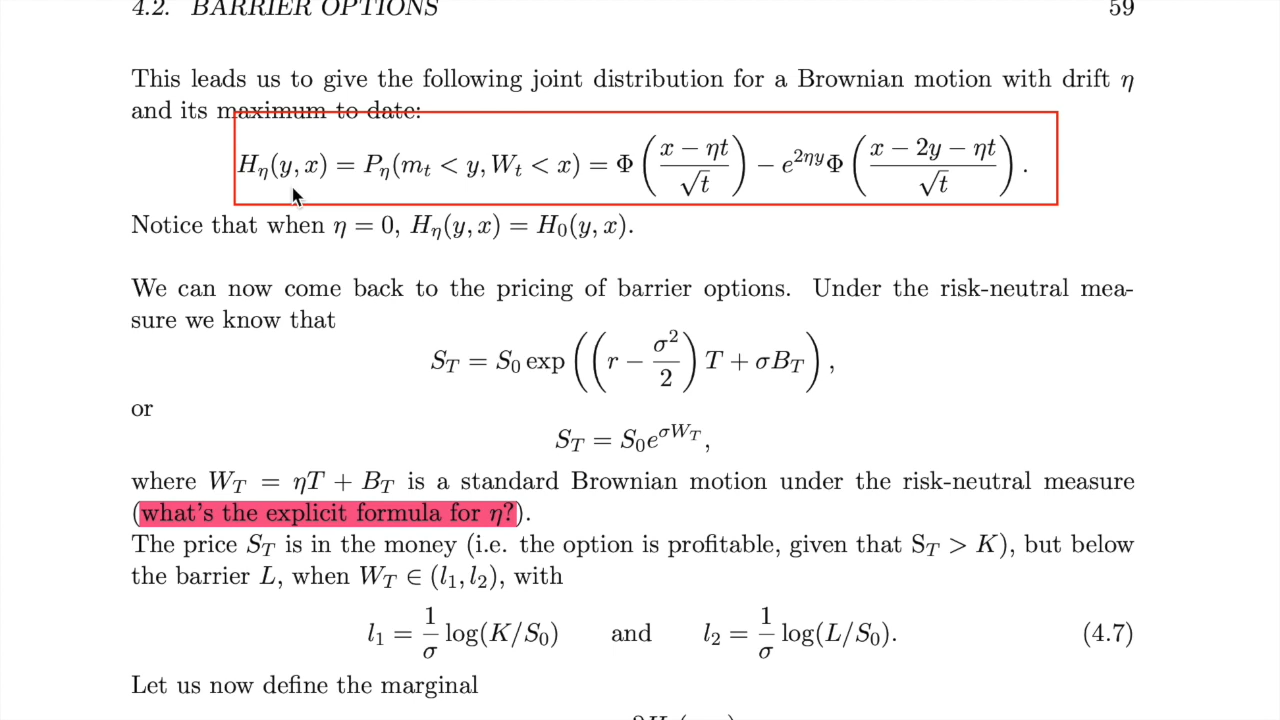 4.2. BARRIER OPTIONS 59
This leads us to give the following joint distribution for a Brownian motion with drift η
and its maximum to date:
H_η(y, x) = P_η(m_t < y, W_t < x) = Φ((x − ηt)/√t) − e^{2ηy}Φ((x − 2y − ηt)/√t).
Notice that when η = 0, H_η(y, x) = H_0(y, x).
We can now come back to the pricing of barrier options. Under the risk-neutral mea-
sure we know that
S_T = S_0 exp((r − σ²/2) T + σB_T),
or
S_T = S_0e^{σW_T},
where W_T = ηT + B_T is a standard Brownian motion under the risk-neutral measure
(what's the explicit formula for η?).
The price S_T is in the money (i.e. the option is profitable, given that S_T > K), but below
the barrier L, when W_T ∈ (l_1, l_2), with
l_1 = 1/σ log(K/S_0) and l_2 = 1/σ log(L/S_0). (4.7)
Let us now define the marginal